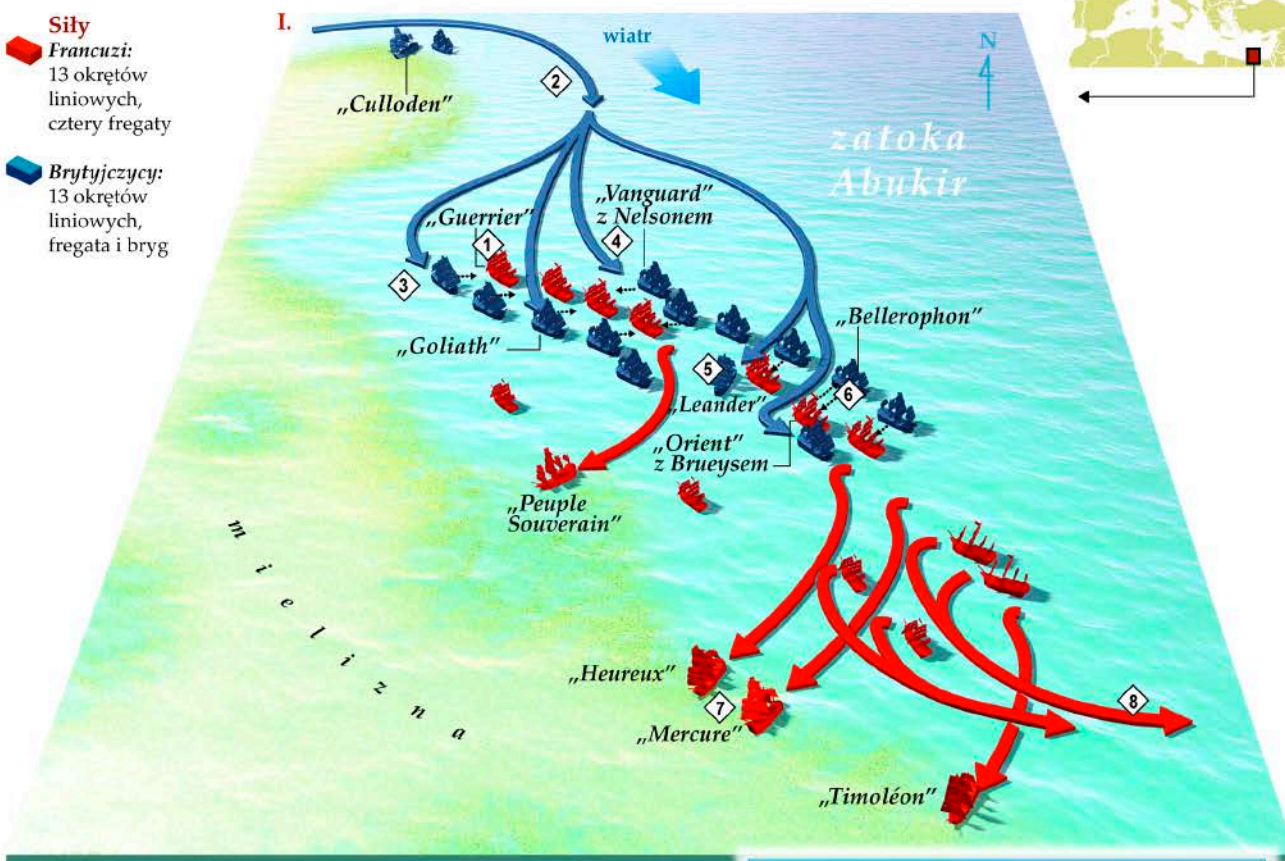 Siły
Francuzi:
13 okrętów
liniowych,
cztery fregaty
Brytyjczycy:
13 okrętów
liniowych,
fregata i bryg
I.
wiatr
N
„Culloden”
2
zatoka
Abukir
„Guerrier”
„Vanguard”
z Nelsonem
1
4
3
„Goliath”
„Bellerophon”
5
6
„Leander”
„Orient”
z Brueysem
„Peuple
Souverain”
mielizna
„Heureux”
7
„Mercure”
8
„Timoléon”